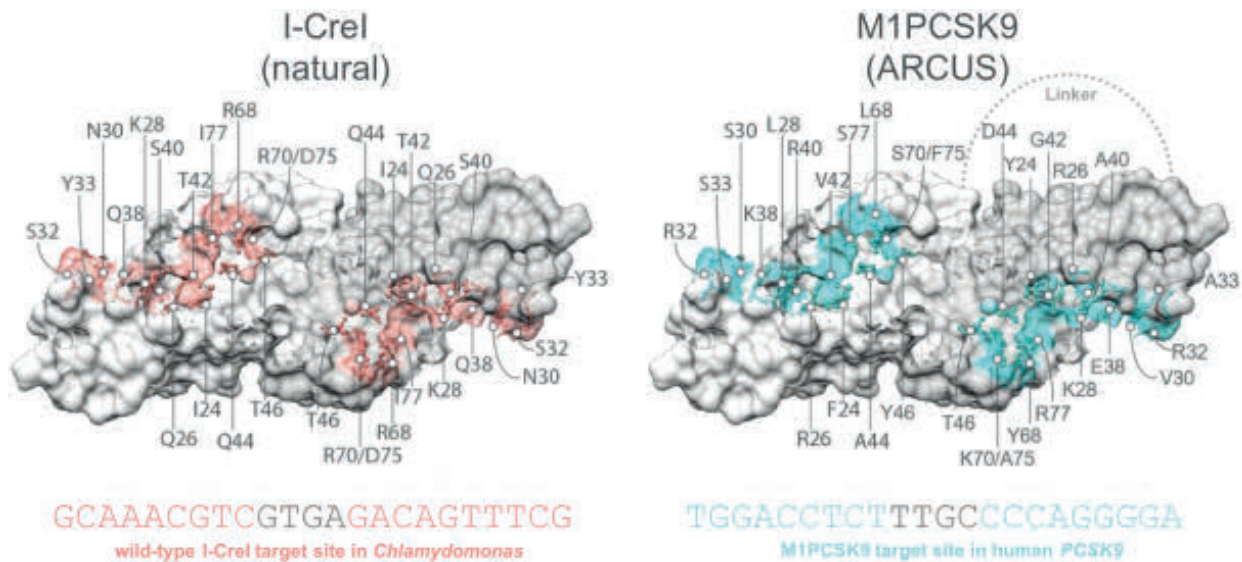 I-CreI
(natural)
R68
K28
N30
I77
S40
Y33
T42
Q38
S32
R70/D75
Q44
T42
I24
Q26
S40
Y33
S32
N30
Q38
K28
I77
R68
R70/D75
T46
T46
Q44
I24
Q26
GCAAACGTCGTGAGACAGTTTCG
wild-type I-CreI target site in Chlamydomonas
M1PCSK9
(ARCUS)
Linker
L68
L28
S77
S30
R40
S33
V42
K38
R32
S70/F75
D44
G42
Y24
R26
A40
A33
R32
V30
E38
K28
R77
Y68
K70/A75
T46
Y46
A44
F24
R26
TGGACCTCTTTGCCCCAGGGGA
M1PCSK9 target site in human PCSK9